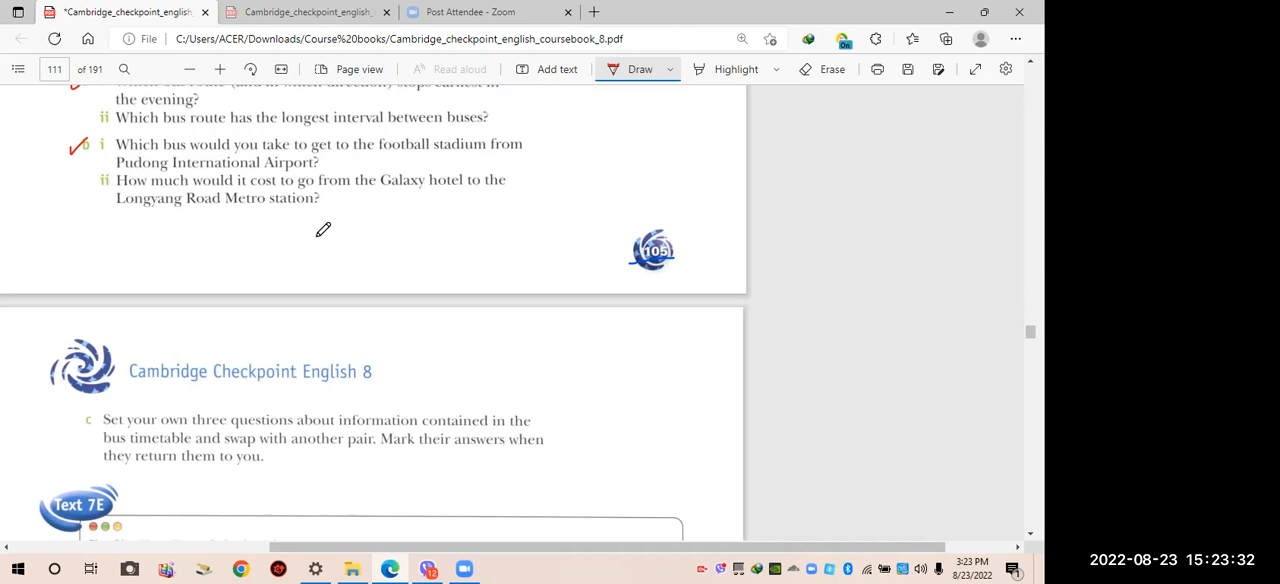 *Cambridge_checkpoint_english
Cambridge_checkpoint_english_
Post Attendee - Zoom
File
C:/Users/ACER/Downloads/Course%20books/Cambridge_checkpoint_english_coursebook_8.pdf
On
111 of 191
Page view
Read aloud
Add text
Draw
Highlight
Erase
the evening?
ii Which bus route has the longest interval between buses?
b i Which bus would you take to get to the football stadium from
Pudong International Airport?
ii How much would it cost to go from the Galaxy hotel to the
Longyang Road Metro station?
105
Cambridge Checkpoint English 8
c Set your own three questions about information contained in the
bus timetable and swap with another pair. Mark their answers when
they return them to you.
Text 7E
12
3:23 PM
8/23/2022
2022-08-23 15:23:32